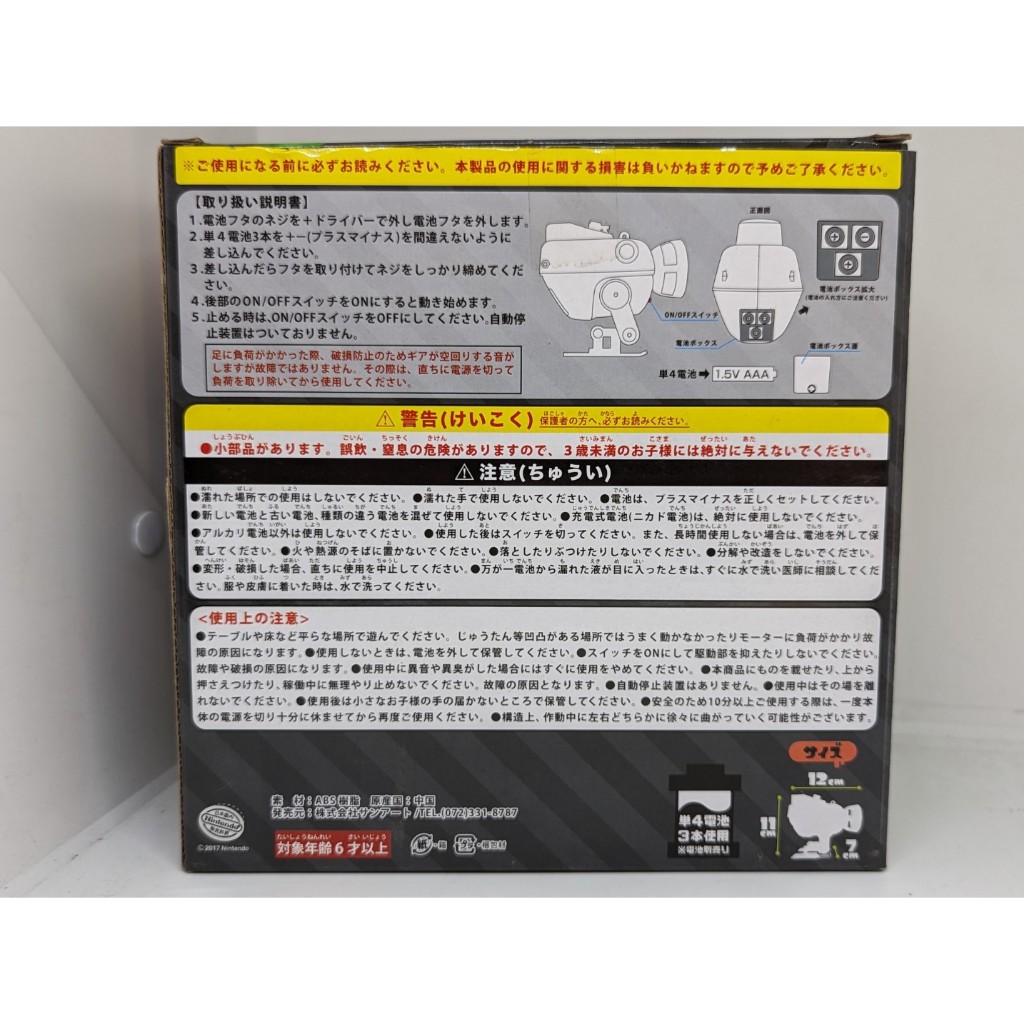 ※ご使用になる前に必ずお読みください。本製品の使用に関する損害は負いかねますので予めご了承ください。
【取り扱い説明書】
1.電池フタのネジを＋ドライバーで外し電池フタを外します。
2.単4電池3本を＋－(プラスマイナス)を間違えないように
差し込んでください。
3.差し込んだらフタを取り付けてネジをしっかり締めてくだ
さい。
4.後部のON/OFFスイッチをONにすると動き始めます。
5.止める時は、ON/OFFスイッチをOFFにしてください。自動停
止装置はついておりません。
足に負荷がかかった際、破損防止のためギアが空回りする音が
しますが故障ではありません。その際は、直ちに電源を切って
負荷を取り除いてから使用してください。
正面図
電池ボックス拡大
(電池の入れ方にご注意ください)
ON/OFFスイッチ
電池ボックス
電池ボックス蓋
単4電池➡1.5V AAA
⚠警告(けいこく) 保護者の方へ、必ずお読みください。
●小部品があります。誤飲・窒息の危険がありますので、3歳未満のお子様には絶対に与えないでください。
⚠注意(ちゅうい)
●濡れた場所での使用はしないでください。●濡れた手で使用しないでください。●電池は、プラスマイナスを正しくセットしてください。
●新しい電池と古い電池、種類の違う電池を混ぜて使用しないでください。●充電式電池(ニカド電池)は、絶対に使用しないでください。
●アルカリ電池以外は使用しないでください。●使用した後はスイッチを切ってください。また、長時間使用しない場合は、電池を外して保
管してください。●火や熱源のそばに置かないでください。●落としたりぶつけたりしないでください。●分解や改造をしないでください。
●変形・破損した場合、直ちに使用を中止してください。●万が一電池から漏れた液が目に入ったときは、すぐに水で洗い医師に相談してくだ
さい。服や皮膚に着いた時は、水で洗ってください。
<使用上の注意>
●テーブルや床など平らな場所で遊んでください。じゅうたん等凹凸がある場所ではうまく動かなかったりモーターに負荷がかかり故
障の原因になります。●使用しないときは、電池を外して保管してください。●スイッチをONにして駆動部を抑えたりしないでください。
故障や破損の原因になります。●使用中に異音や異臭がした場合にはすぐに使用をやめてください。●本商品にものを載せたり、上から
押さえつけたり、稼働中に無理やり止めないでください。故障の原因となります。●自動停止装置はありません。●使用中はその場を離
れないでください。●使用後は小さなお子様の手の届かないところで保管してください。●安全のため10分以上ご使用する際は、一度本
体の電源を切り十分に休ませてから再度ご使用ください。●構造上、作動中に左右どちらかに徐々に曲がっていく可能性がございます。
サイズ
12cm
11cm
7cm
単4電池
3本使用
※電池別売り
素 材：ABS樹脂 原産国：中国
発売元：株式会社サンアート/TEL.(072)331-8787
たいしょうねんれい さい いじょう
対象年齢6才以上
紙・箱 プラ・梱包材
Nintendo
©2017 Nintendo